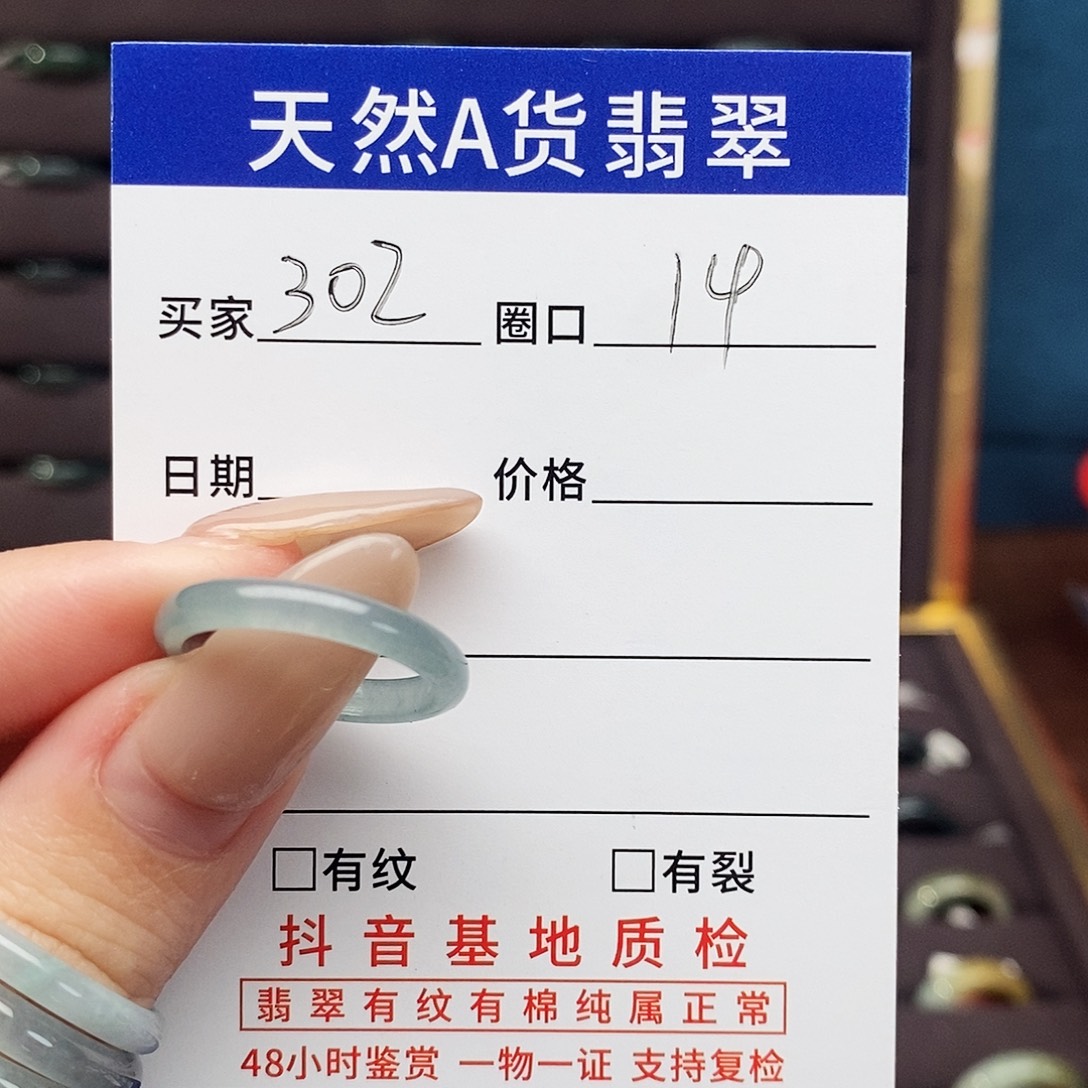 天然A货翡翠
买家 302 圈口 14
日期 价格
□有纹 □有裂
抖音基地质检
翡翠有纹有棉纯属正常
48小时鉴赏 一物一证 支持复检